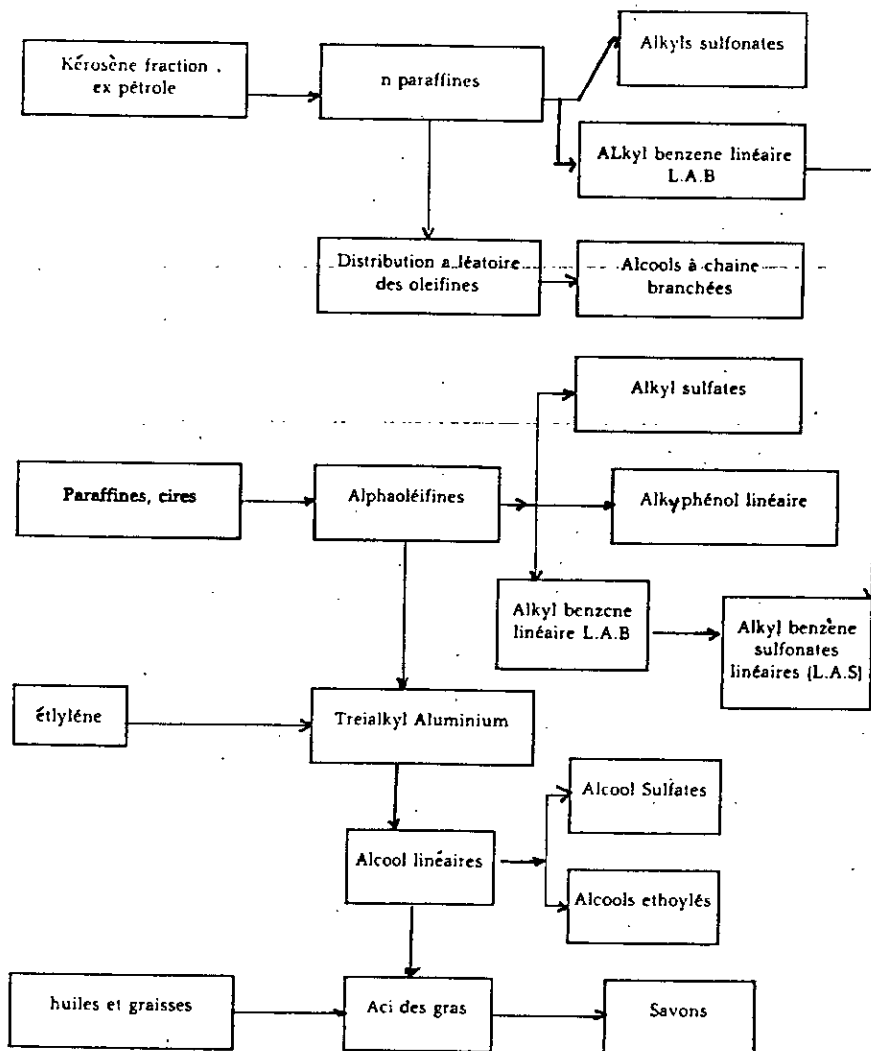 Kérosène fraction
ex pétrole
n paraffines
Alkyls sulfonates
ALkyl benzene linéaire
L.A.B
Distribution a léatoire
des oleifines
Alcools à chaine
branchées
Alkyl sulfates
Paraffines, cires
Alphaoléifines
Alkyphénol linéaire
Alkyl benzene
linéaire L.A.B
Alkyl benzène
sulfonates
linéaires (L.A.S)
étlyléne
Treialkyl Aluminium
Alcool Sulfates
Alcool linéaires
Alcools ethoylés
huiles et graisses
Aci des gras
Savons